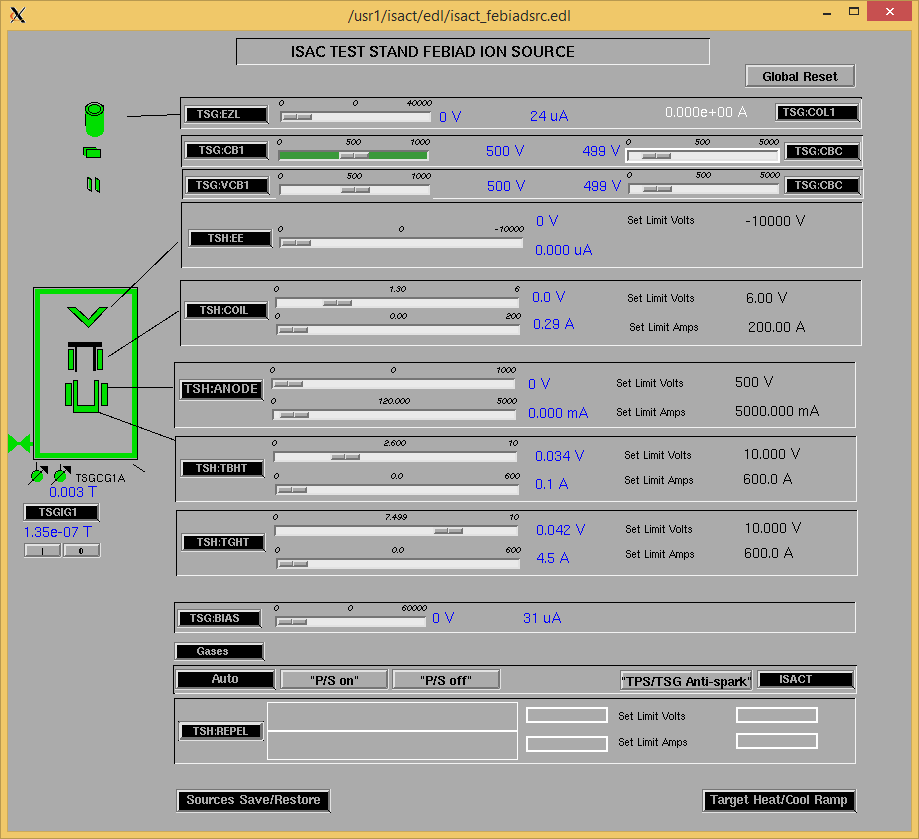 /usr1/isact/edl/isact_febiadsrc.edl
ISAC TEST STAND FEBIAD ION SOURCE
Global Reset
TSG:EZL 0 0 40000 0 V 24 uA 0.000e+00 A TSG:COL1
TSG:CB1 0 500 1000 500 V 499 V 0 500 5000 TSG:CBC
TSG:VCB1 0 500 1000 500 V 499 V 0 500 5000 TSG:CBC
TSH:EE 0 0 -10000 0 V Set Limit Volts -10000 V
0.000 uA
TSH:COIL 0 1.30 6 0.0 V Set Limit Volts 6.00 V
0 0.00 200 0.29 A Set Limit Amps 200.00 A
TSH:ANODE 0 0 1000 0 V Set Limit Volts 500 V
0 120.000 5000 0.000 mA Set Limit Amps 5000.000 mA
TSH:TBHT 0 2.600 10 0.034 V Set Limit Volts 10.000 V
0 0.0 600 0.1 A Set Limit Amps 600.0 A
TSGCG1A
0.003 T
TSGIG1
1.35e-07 T
I 0
TSH:TGHT 0 7.499 10 0.042 V Set Limit Volts 10.000 V
0 0.0 600 4.5 A Set Limit Amps 600.0 A
TSG:BIAS 0 0 60000 0 V 31 uA
Gases
Auto "P/S on" "P/S off" "TPS/TSG Anti-spark" ISACT
TSH:REPEL Set Limit Volts
Set Limit Amps
Sources Save/Restore Target Heat/Cool Ramp